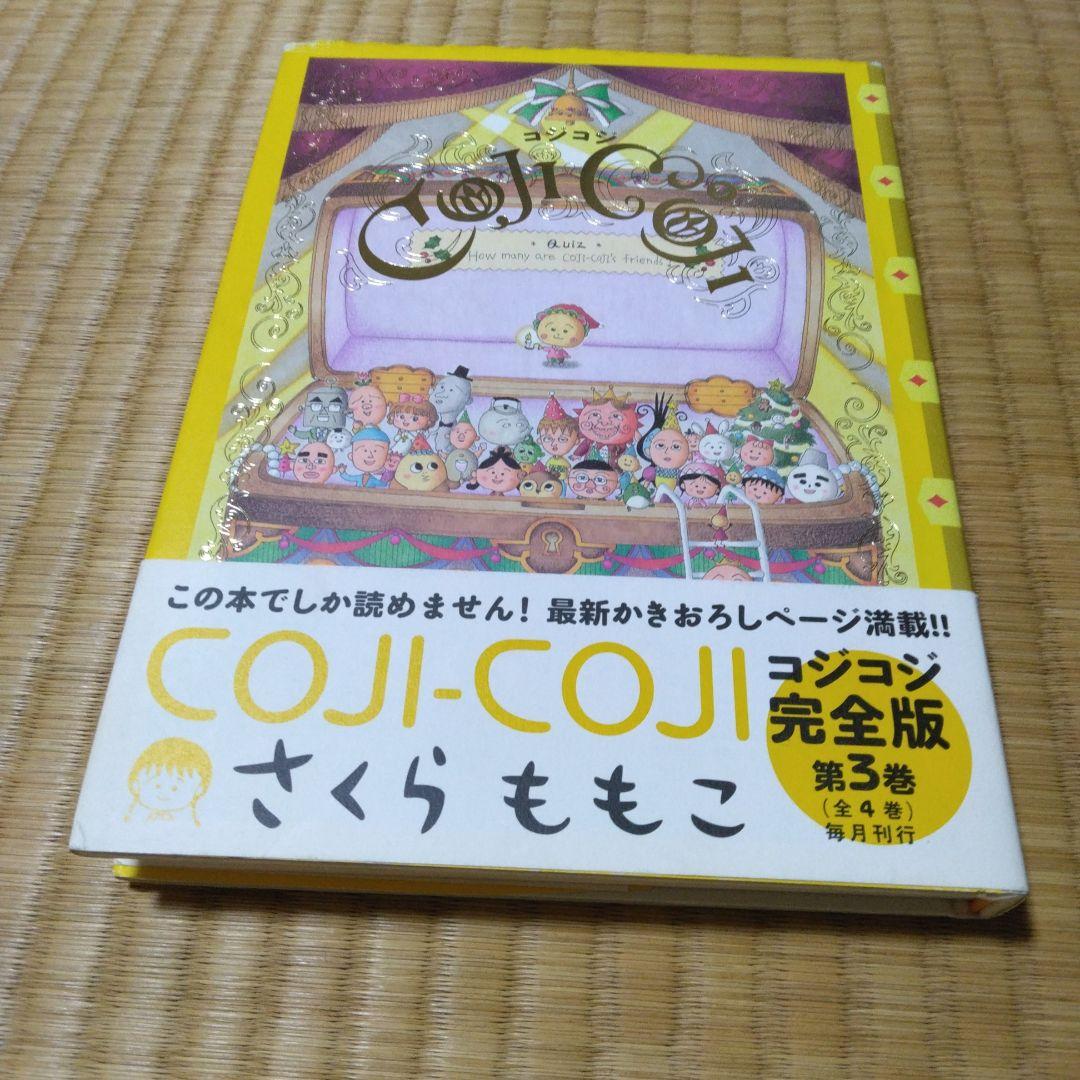 コジコジ
COJI COJI
Quiz
How many are COJI-COJI's friends
この本でしか読めません! 最新かきおろしページ満載!!
COJI-COJI
さくら ももこ
コジコジ
完全版
第3巻
(全4巻)
毎月刊行